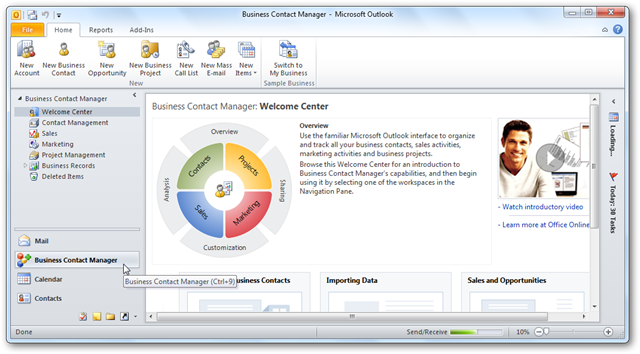 Business Contact Manager - Microsoft Outlook
File Home Reports Add-Ins
New Account
New Business Contact
New Opportunity
New Business Project
New Call List
New Mass E-mail
New Items
Switch to My Business
New
Sample Business
Business Contact Manager
Welcome Center
Contact Management
Sales
Marketing
Project Management
Business Records
Deleted Items
Mail
Business Contact Manager
Calendar
Contacts
Business Contact Manager (Ctrl+9)
Business Contact Manager: Welcome Center
Overview
Contacts
Projects
Analysis
Sharing
Sales
Marketing
Customization
Overview
Use the familiar Microsoft Outlook interface to organize
and track all your business contacts, sales activities,
marketing activities and business projects.
Browse this Welcome Center for an introduction to
Business Contact Manager's capabilities, and then begin
using it by selecting one of the workspaces in the
Navigation Pane.
- Watch introductory video
- Learn more at Office Online
Business Contacts
Importing Data
Sales and Opportunities
Loading...
Today: 30 Tasks
Done
Send/Receive
10%